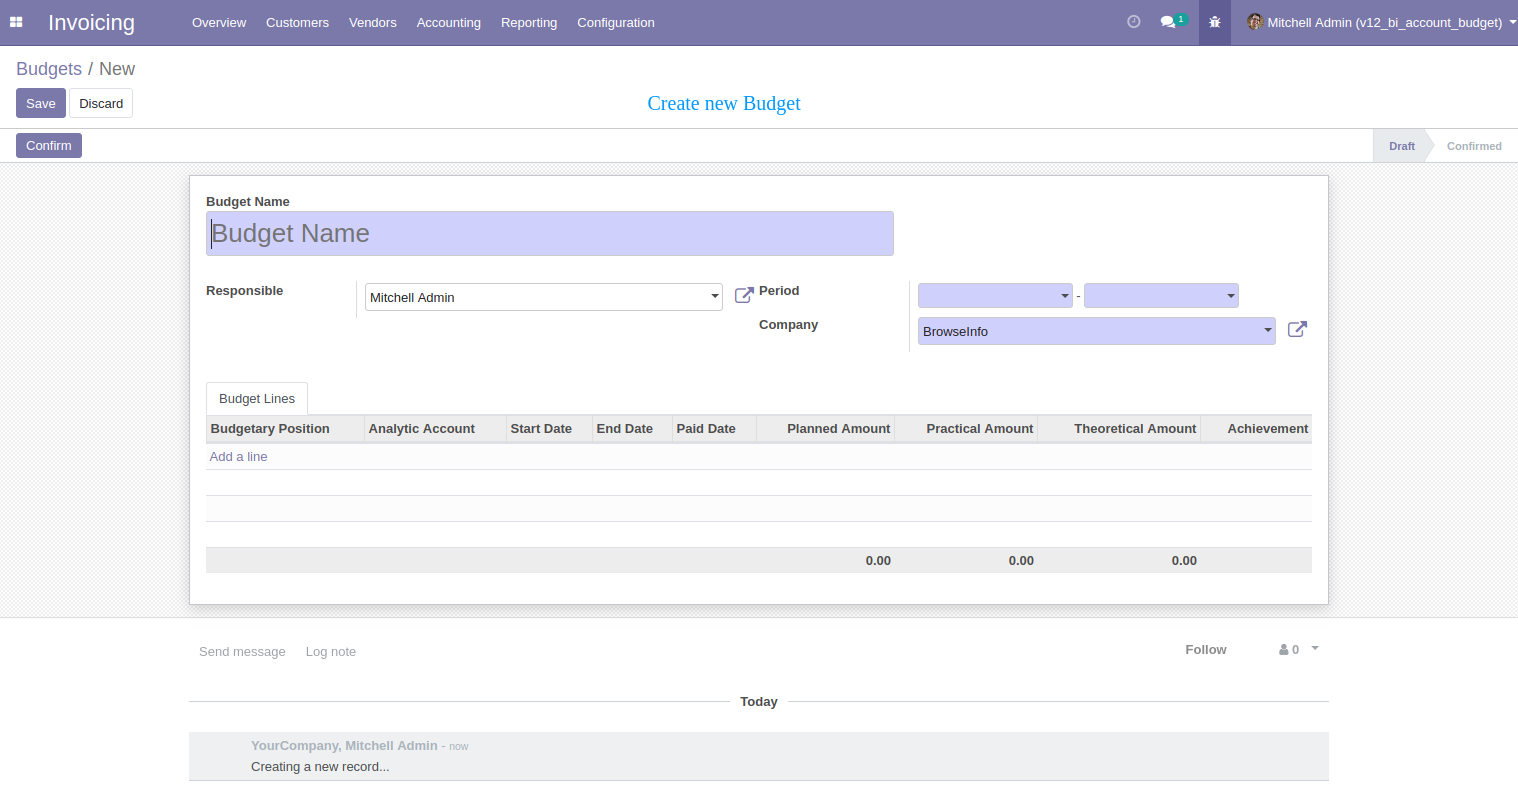 Invoicing Overview Customers Vendors Accounting Reporting Configuration 1 Mitchell Admin (v12_bi_account_budget)
Budgets / New
Save Discard Create new Budget
Confirm Draft Confirmed
Budget Name
Budget Name
Responsible Mitchell Admin Period -
Company BrowseInfo
Budget Lines
Budgetary Position Analytic Account Start Date End Date Paid Date Planned Amount Practical Amount Theoretical Amount Achievement
Add a line
0.00 0.00 0.00
Send message Log note Follow 0
Today
YourCompany, Mitchell Admin - now
Creating a new record...